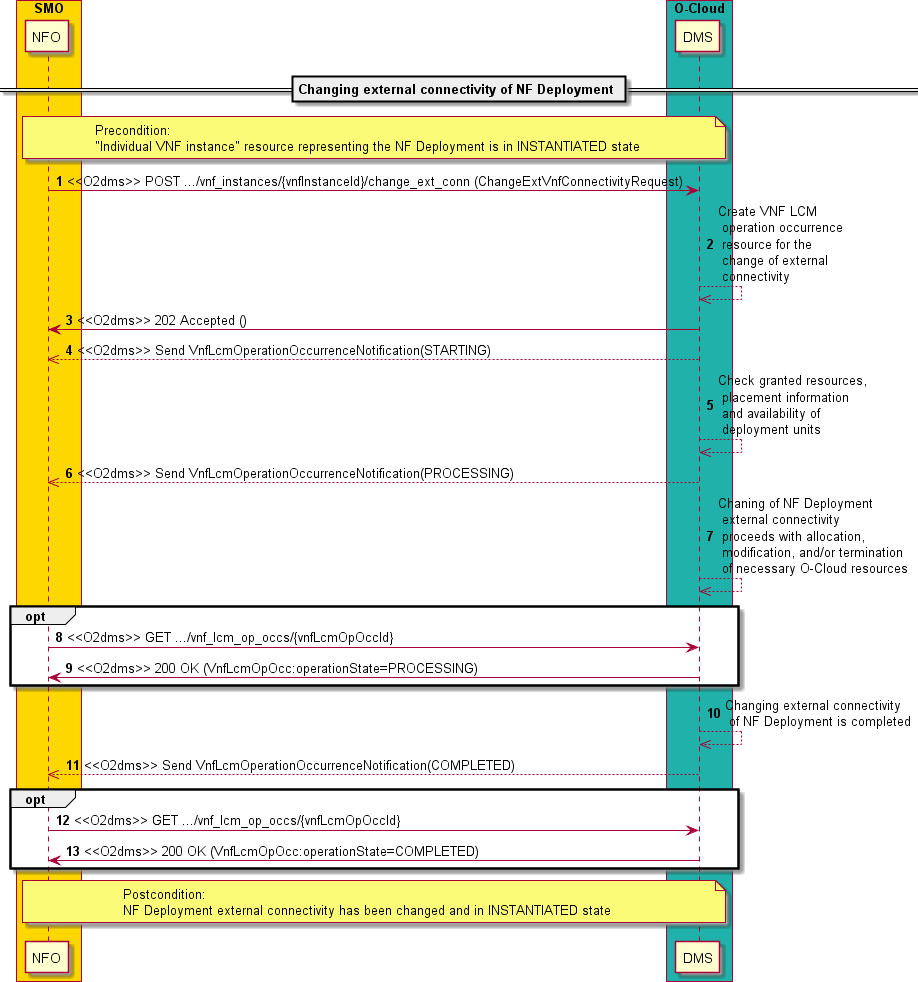 SMO
O-Cloud
NFO
DMS
Changing external connectivity of NF Deployment
Precondition:
"Individual VNF instance" resource representing the NF Deployment is in INSTANTIATED state
1 <<O2dms>> POST .../vnf_instances/{vnfInstanceId}/change_ext_conn (ChangeExtVnfConnectivityRequest)
Create VNF LCM
operation occurrence
2 resource for the
change of external
connectivity
3 <<O2dms>> 202 Accepted ()
4 <<O2dms>> Send VnfLcmOperationOccurrenceNotification(STARTING)
Check granted resources,
placement information
5 and availability of
deployment units
6 <<O2dms>> Send VnfLcmOperationOccurrenceNotification(PROCESSING)
Chaning of NF Deployment
external connectivity
7 proceeds with allocation,
modification, and/or termination
of necessary O-Cloud resources
opt
8 <<O2dms>> GET .../vnf_lcm_op_occs/{vnfLcmOpOccId}
9 <<O2dms>> 200 OK (VnfLcmOpOcc:operationState=PROCESSING)
10 Changing external connectivity
of NF Deployment is completed
11 <<O2dms>> Send VnfLcmOperationOccurrenceNotification(COMPLETED)
opt
12 <<O2dms>> GET .../vnf_lcm_op_occs/{vnfLcmOpOccId}
13 <<O2dms>> 200 OK (VnfLcmOpOcc:operationState=COMPLETED)
Postcondition:
NF Deployment external connectivity has been changed and in INSTANTIATED state
NFO
DMS